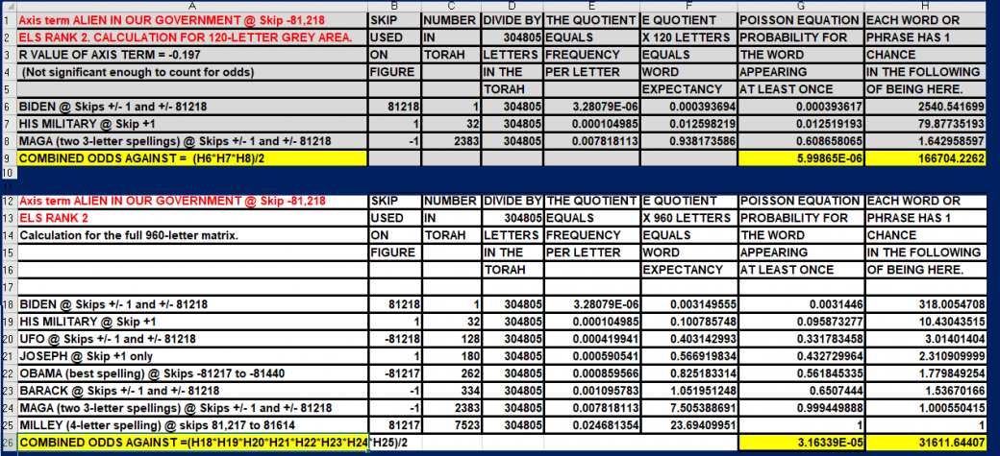 A B C D E F G H
1 Axis term ALIEN IN OUR GOVERNMENT @ Skip -81,218 SKIP NUMBER DIVIDE BY THE QUOTIENT E QUOTIENT POISSON EQUATION EACH WORD OR
2 ELS RANK 2. CALCULATION FOR 120-LETTER GREY AREA. USED IN 304805 EQUALS X 120 LETTERS PROBABILITY FOR PHRASE HAS 1
3 R VALUE OF AXIS TERM = -0.197 ON TORAH LETTERS FREQUENCY EQUALS THE WORD CHANCE
4 (Not significant enough to count for odds) FIGURE IN THE PER LETTER WORD APPEARING IN THE FOLLOWING
5 TORAH EXPECTANCY AT LEAST ONCE OF BEING HERE.
6 BIDEN @ Skips +/- 1 and +/- 81218 81218 1 304805 3.28079E-06 0.000393694 0.000393617 2540.541699
7 HIS MILITARY @ Skip +1 1 32 304805 0.000104985 0.012598219 0.012519193 79.87735193
8 MAGA (two 3-letter spellings) @ Skips +/- 1 and +/- 81218 -1 2383 304805 0.007818113 0.938173586 0.608658065 1.642958597
9 COMBINED ODDS AGAINST = (H6*H7*H8)/2 5.99865E-06 166704.2262
10
12 Axis term ALIEN IN OUR GOVERNMENT @ Skip -81,218 SKIP NUMBER DIVIDE BY THE QUOTIENT E QUOTIENT POISSON EQUATION EACH WORD OR
13 ELS RANK 2 USED IN 304805 EQUALS X 960 LETTERS PROBABILITY FOR PHRASE HAS 1
14 Calculation for the full 960-letter matrix. ON TORAH LETTERS FREQUENCY EQUALS THE WORD CHANCE
15 FIGURE IN THE PER LETTER WORD APPEARING IN THE FOLLOWING
16 TORAH EXPECTANCY AT LEAST ONCE OF BEING HERE.
17
18 BIDEN @ Skips +/- 1 and +/- 81218 81218 1 304805 3.28079E-06 0.003149555 0.0031446 318.0054708
19 HIS MILITARY @ Skip +1 1 32 304805 0.000104985 0.100785748 0.095873277 10.43043515
20 UFO @ Skips +/- 1 and +/- 81218 -81218 128 304805 0.000419941 0.403142993 0.331783458 3.01401404
21 JOSEPH @ Skip +1 only 1 180 304805 0.000590541 0.566919834 0.432729964 2.310909999
22 OBAMA (best spelling) @ Skips -81217 to -81440 -81217 262 304805 0.000859566 0.825183314 0.561845335 1.779849254
23 BARACK @ Skips +/- 1 and +/- 81218 -1 334 304805 0.001095783 1.051951248 0.6507444 1.53670166
24 MAGA (two 3-letter spellings) @ Skips +/- 1 and +/- 81218 -1 2383 304805 0.007818113 7.505388691 0.999449888 1.000550415
25 MILLEY (4-letter spelling) @ skips 81,217 to 81614 81217 7523 304805 0.024681354 23.69409951 1 1
26 COMBINED ODDS AGAINST =(H18*H19*H20*H21*H22*H23*H24*H25)/2 3.16339E-05 31611.64407